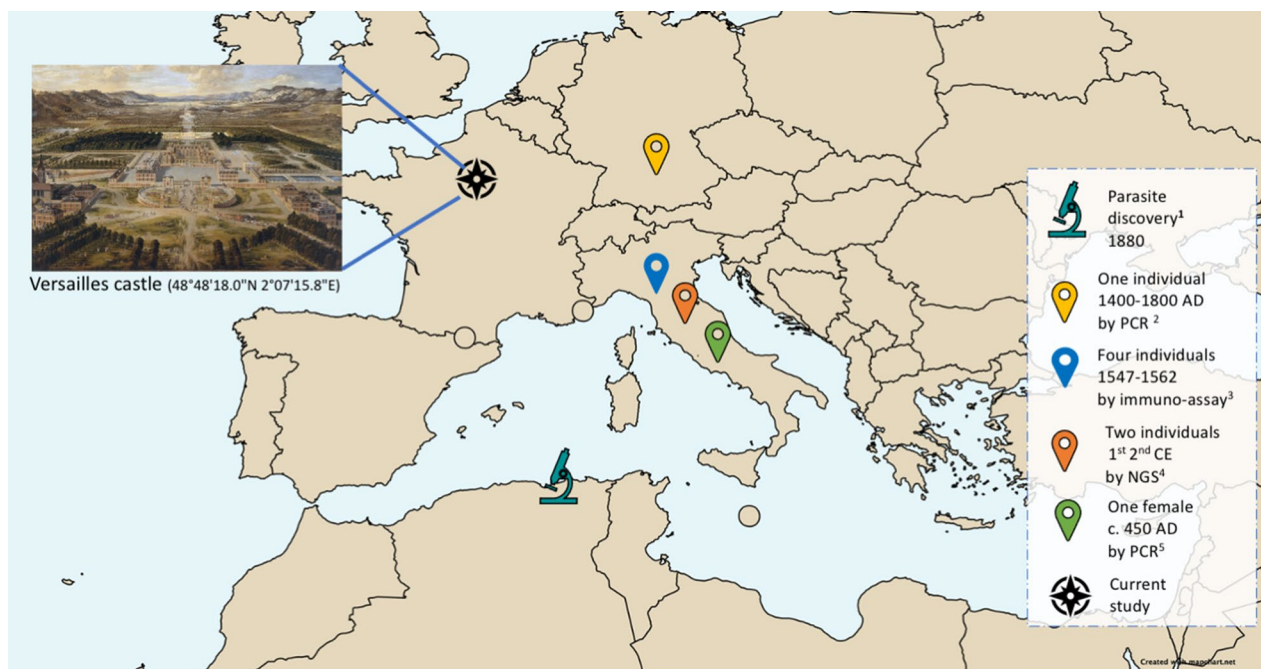 Versailles castle (48°48'18.0"N 2°07'15.8"E)
Parasite
discovery¹
1880
One individual
1400-1800 AD
by PCR ²
Four individuals
1547-1562
by immuno-assay³
Two individuals
1ˢᵗ 2ⁿᵈ CE
by NGS⁴
One female
c. 450 AD
by PCR⁵
Current
study
Created with mapchart.net